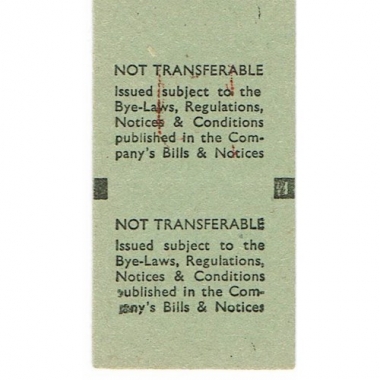 NOT TRANSFERABLE
Issued subject to the
Bye-Laws, Regulations,
Notices & Conditions
published in the Com-
pany's Bills & Notices
NOT TRANSFERABLE
Issued subject to the
Bye-Laws, Regulations,
Notices & Conditions
published in the Com-
pany's Bills & Notices